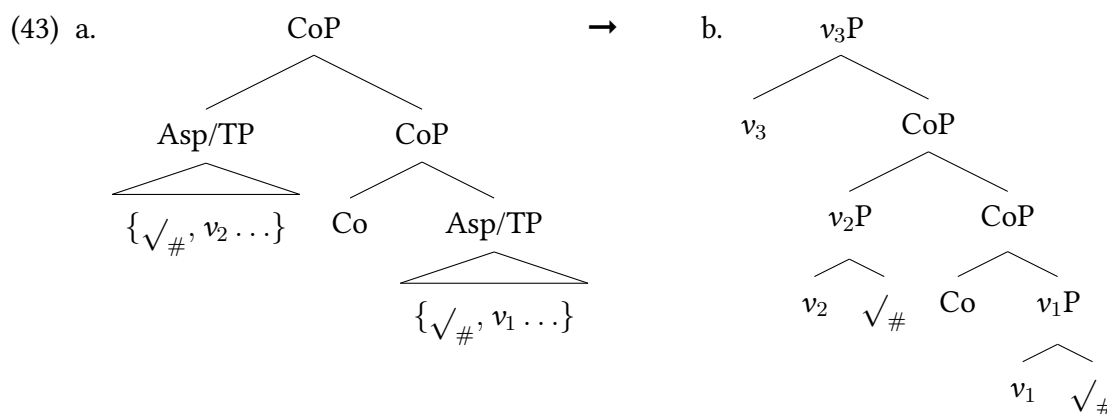 (43) a. CoP → b. v₃P
v₃ CoP
Asp/TP CoP
v₂P CoP
{√#, v₂ …} Co Asp/TP
v₂ √# Co v₁P
{√#, v₁ …}
v₁ √#